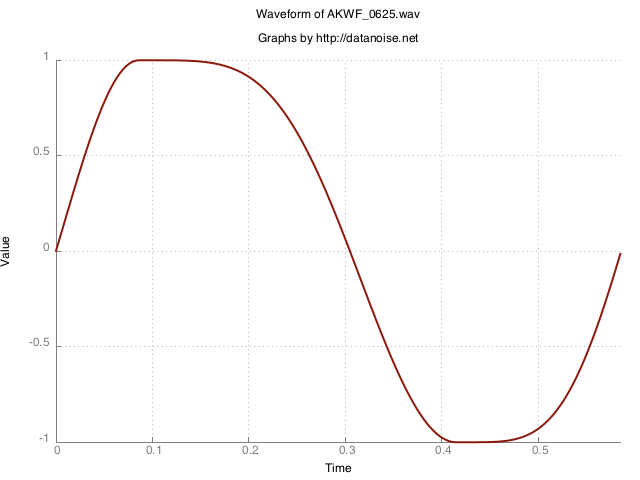 Waveform of AKWF_0625.wav
Graphs by http://datanoise.net
1
0.5
0
-0.5
-1
Value
0 0.1 0.2 0.3 0.4 0.5
Time